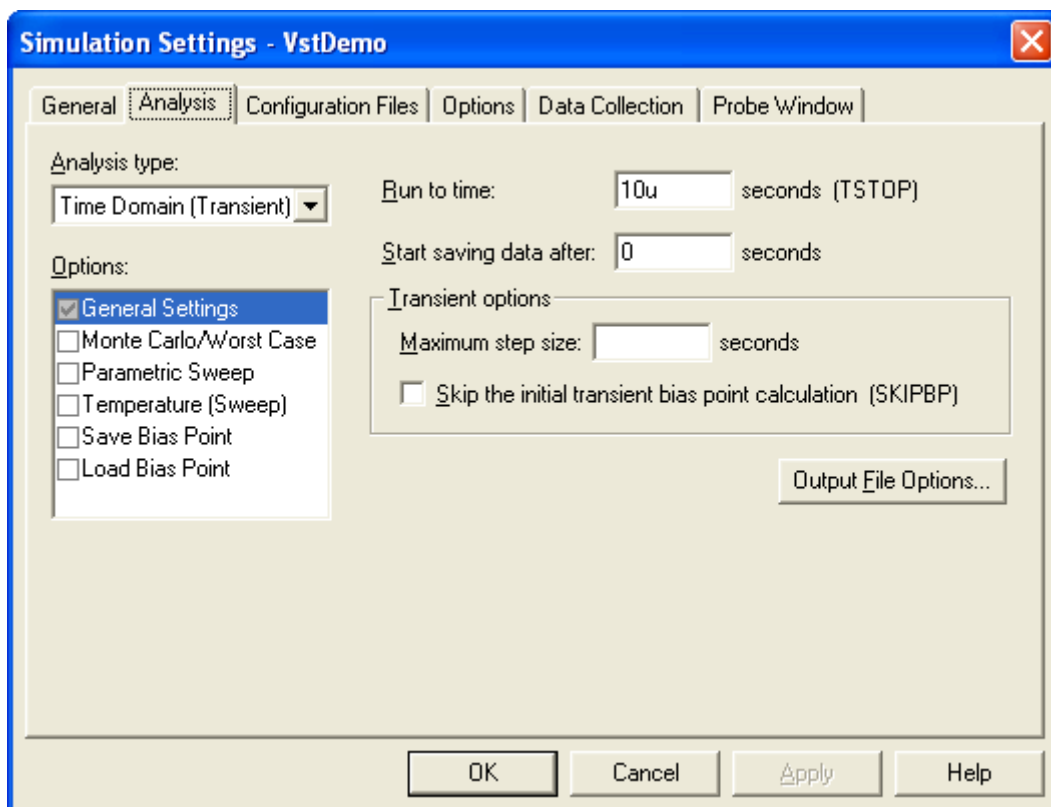 Simulation Settings - VstDemo
General Analysis Configuration Files Options Data Collection Probe Window
Analysis type:
Time Domain (Transient)
Options:
General Settings
Monte Carlo/Worst Case
Parametric Sweep
Temperature (Sweep)
Save Bias Point
Load Bias Point
Run to time: 10u seconds (TSTOP)
Start saving data after: 0 seconds
Transient options
Maximum step size: seconds
Skip the initial transient bias point calculation (SKIPBP)
Output File Options...
OK Cancel Apply Help